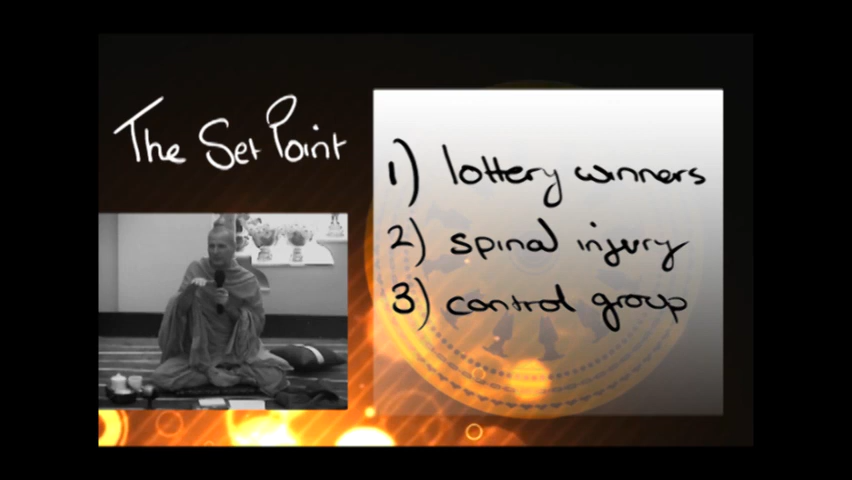 The Set Point
1) lottery winners
2) spinal injury
3) control group